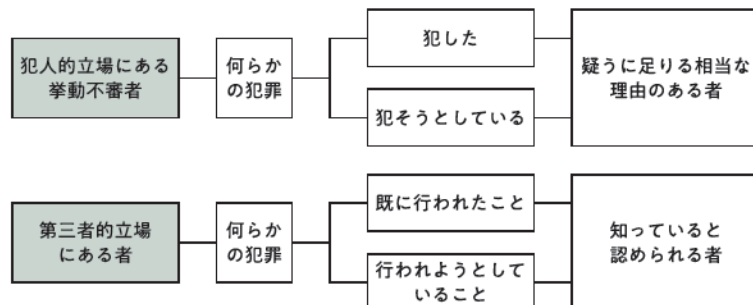 犯人的立場にある
挙動不審者
何らか
の犯罪
犯した
犯そうとしている
疑うに足りる相当な
理由のある者
第三者的立場
にある者
何らか
の犯罪
既に行われたこと
行われようとして
いること
知っていると
認められる者